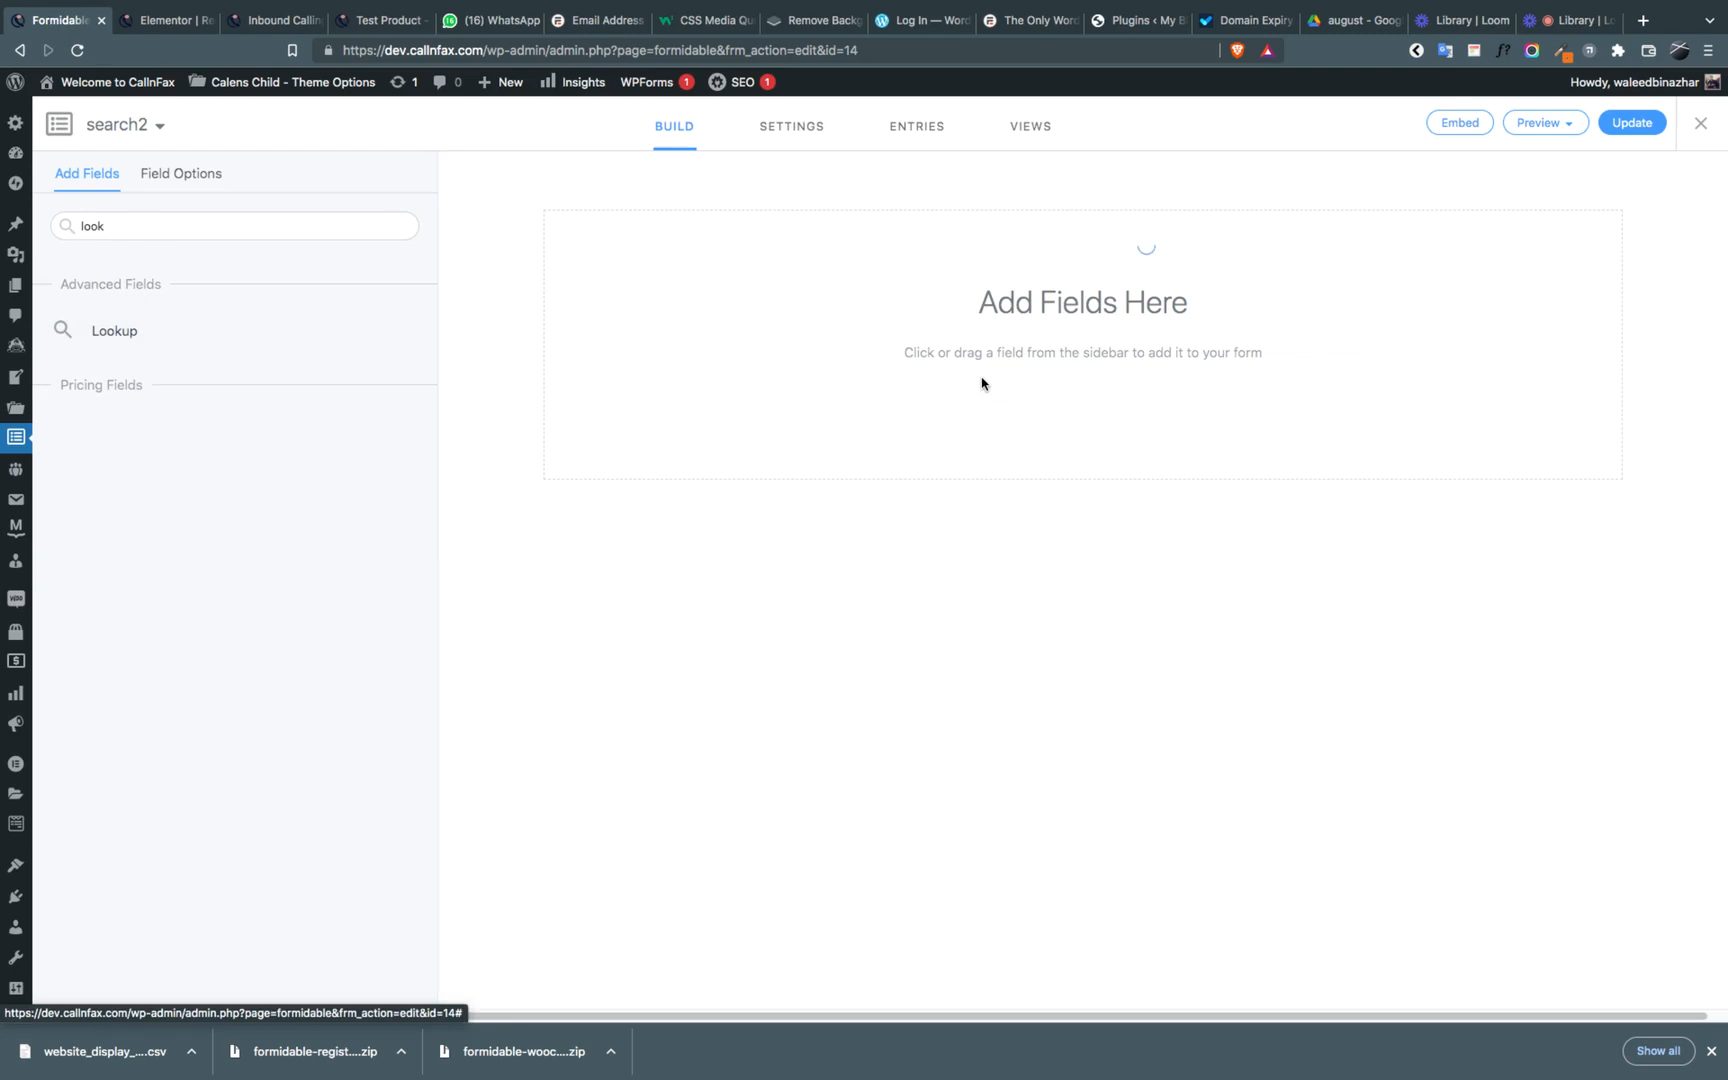 Formidable
Elementor | Re
Inbound Callin
Test Product -
(16) WhatsApp
Email Address
CSS Media Qu
Remove Backg
Log In — Word
The Only Word
Plugins ‹ My B
Domain Expiry
august - Goog
Library | Loom
Library | Lo
https://dev.callnfax.com/wp-admin/admin.php?page=formidable&frm_action=edit&id=14
Welcome to CallnFax
Calens Child - Theme Options
1
0
New
Insights
WPForms 1
SEO 1
Howdy, waleedbinazhar
search2
BUILD
SETTINGS
ENTRIES
VIEWS
Embed
Preview
Update
Add Fields
Field Options
look
Advanced Fields
Lookup
Pricing Fields
Add Fields Here
Click or drag a field from the sidebar to add it to your form
https://dev.callnfax.com/wp-admin/admin.php?page=formidable&frm_action=edit&id=14#
website_display_....csv
formidable-regist....zip
formidable-wooc....zip
Show all